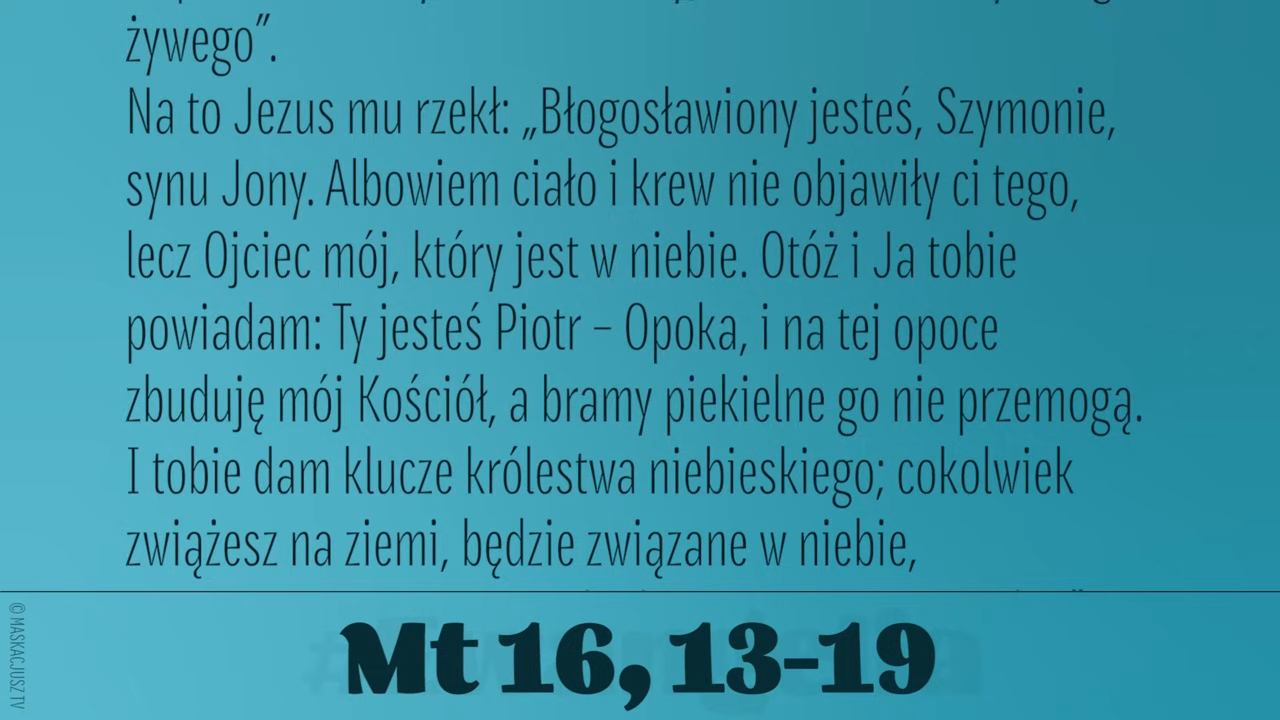 żywego”.
Na to Jezus mu rzekł: „Błogosławiony jesteś, Szymonie,
synu Jony. Albowiem ciało i krew nie objawiły ci tego,
lecz Ojciec mój, który jest w niebie. Otóż i Ja tobie
powiadam: Ty jesteś Piotr – Opoka, i na tej opoce
zbuduję mój Kościół, a bramy piekielne go nie przemogą.
I tobie dam klucze królestwa niebieskiego; cokolwiek
zwiążesz na ziemi, będzie związane w niebie,
Mt 16, 13-19
© MASKACJUSZ TV